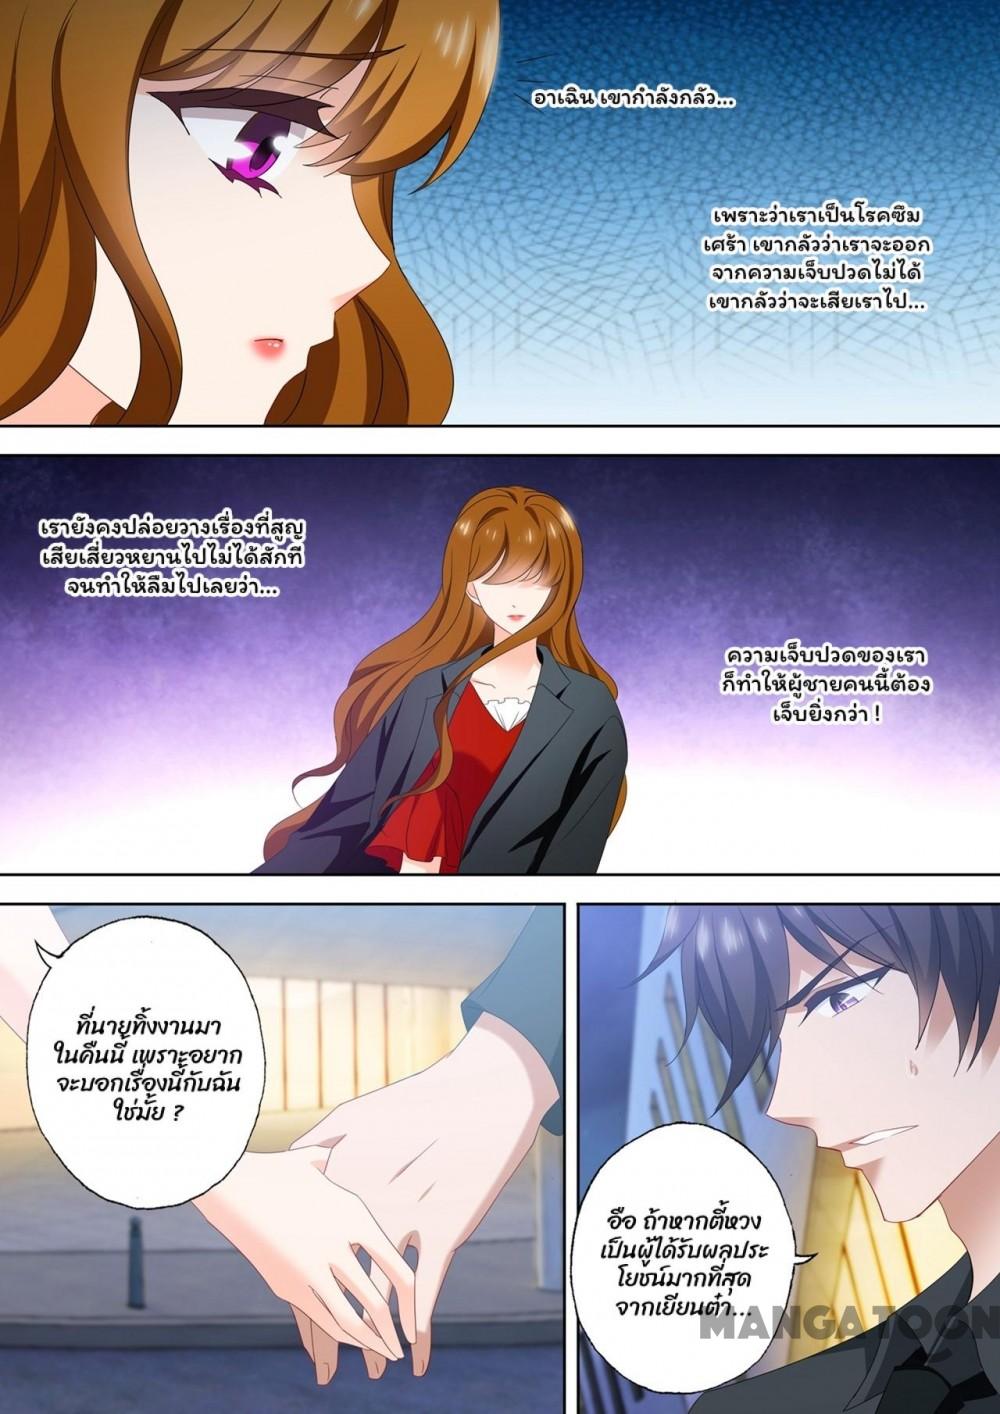 อาเฉิน เขากำลังกลัว...
เพราะว่าเราเป็นโรคซึม
เศร้า เขากลัวว่าเราจะออก
จากความเจ็บปวดไม่ได้
เขากลัวว่าจะเสียเราไป...
เรายังคงปล่อยวางเรื่องที่สูญ
เสียเสี่ยวหยานไปไม่ได้สักที
จนทำให้ลืมไปเลยว่า...
ความเจ็บปวดของเรา
ก็ทำให้ผู้ชายคนนี้ต้อง
เจ็บยิ่งกว่า !
ที่นายทิ้งงานมา
ในคืนนี้ เพราะอยาก
จะบอกเรื่องนี้กับฉัน
ใช่มั้ย ?
อือ ถ้าหากตี้หวง
เป็นผู้ได้รับผลประ
โยชน์มากที่สุด
จากเยียนต๋า...
MANGATOON